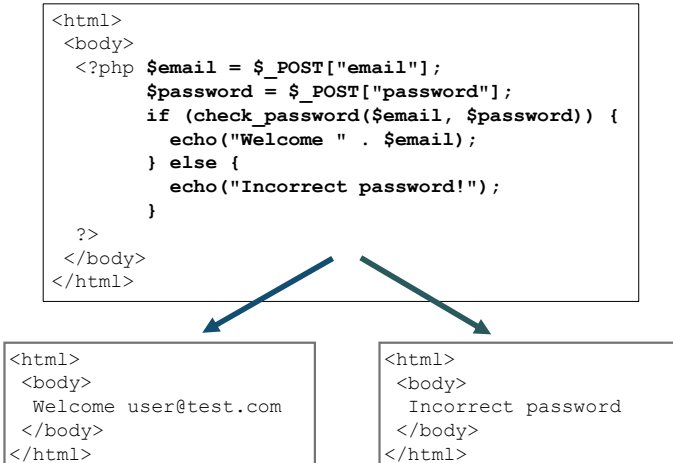 <html>
 <body>
  <?php $email = $_POST["email"];
        $password = $_POST["password"];
        if (check_password($email, $password)) {
          echo("Welcome " . $email);
        } else {
          echo("Incorrect password!");
        }
  ?>
 </body>
</html>
<html>
 <body>
  Welcome user@test.com
 </body>
</html>
<html>
 <body>
  Incorrect password
 </body>
</html>